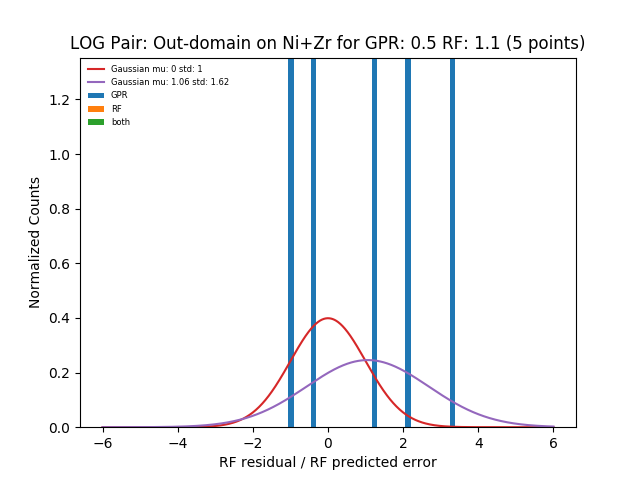 LOG Pair: Out-domain on Ni+Zr for GPR: 0.5 RF: 1.1 (5 points)
Gaussian mu: 0 std: 1
Gaussian mu: 1.06 std: 1.62
GPR
RF
both
Normalized Counts
1.2
1.0
0.8
0.6
0.4
0.2
0.0
−6 −4 −2 0 2 4 6
RF residual / RF predicted error